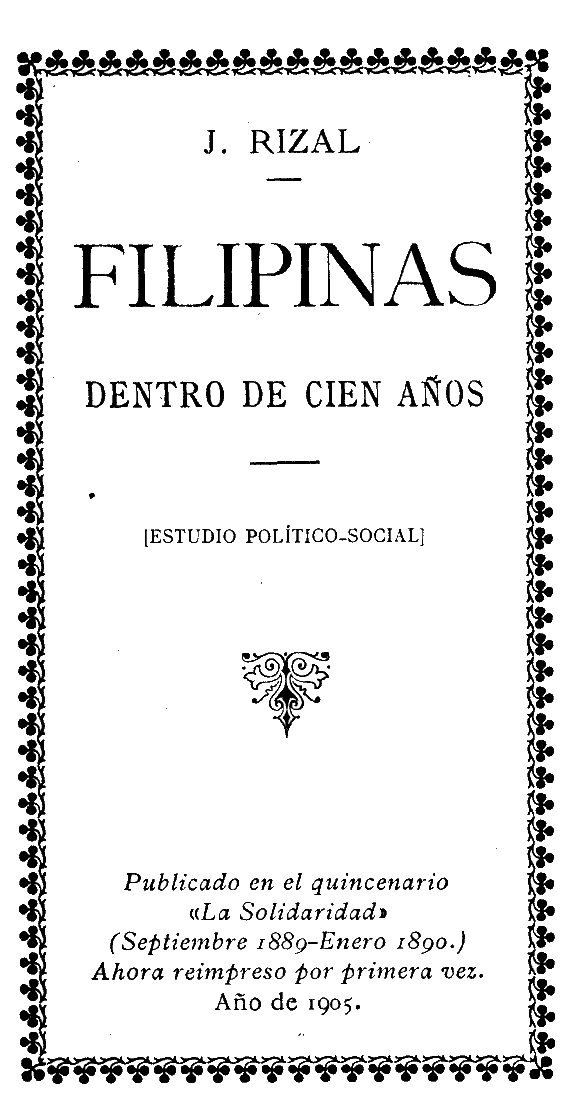 J. RIZAL
FILIPINAS
DENTRO DE CIEN AÑOS
[ESTUDIO POLÍTICO-SOCIAL]
Publicado en el quincenario
«La Solidaridad»
(Septiembre 1889-Enero 1890.)
Ahora reimpreso por primera vez.
Año de 1905.